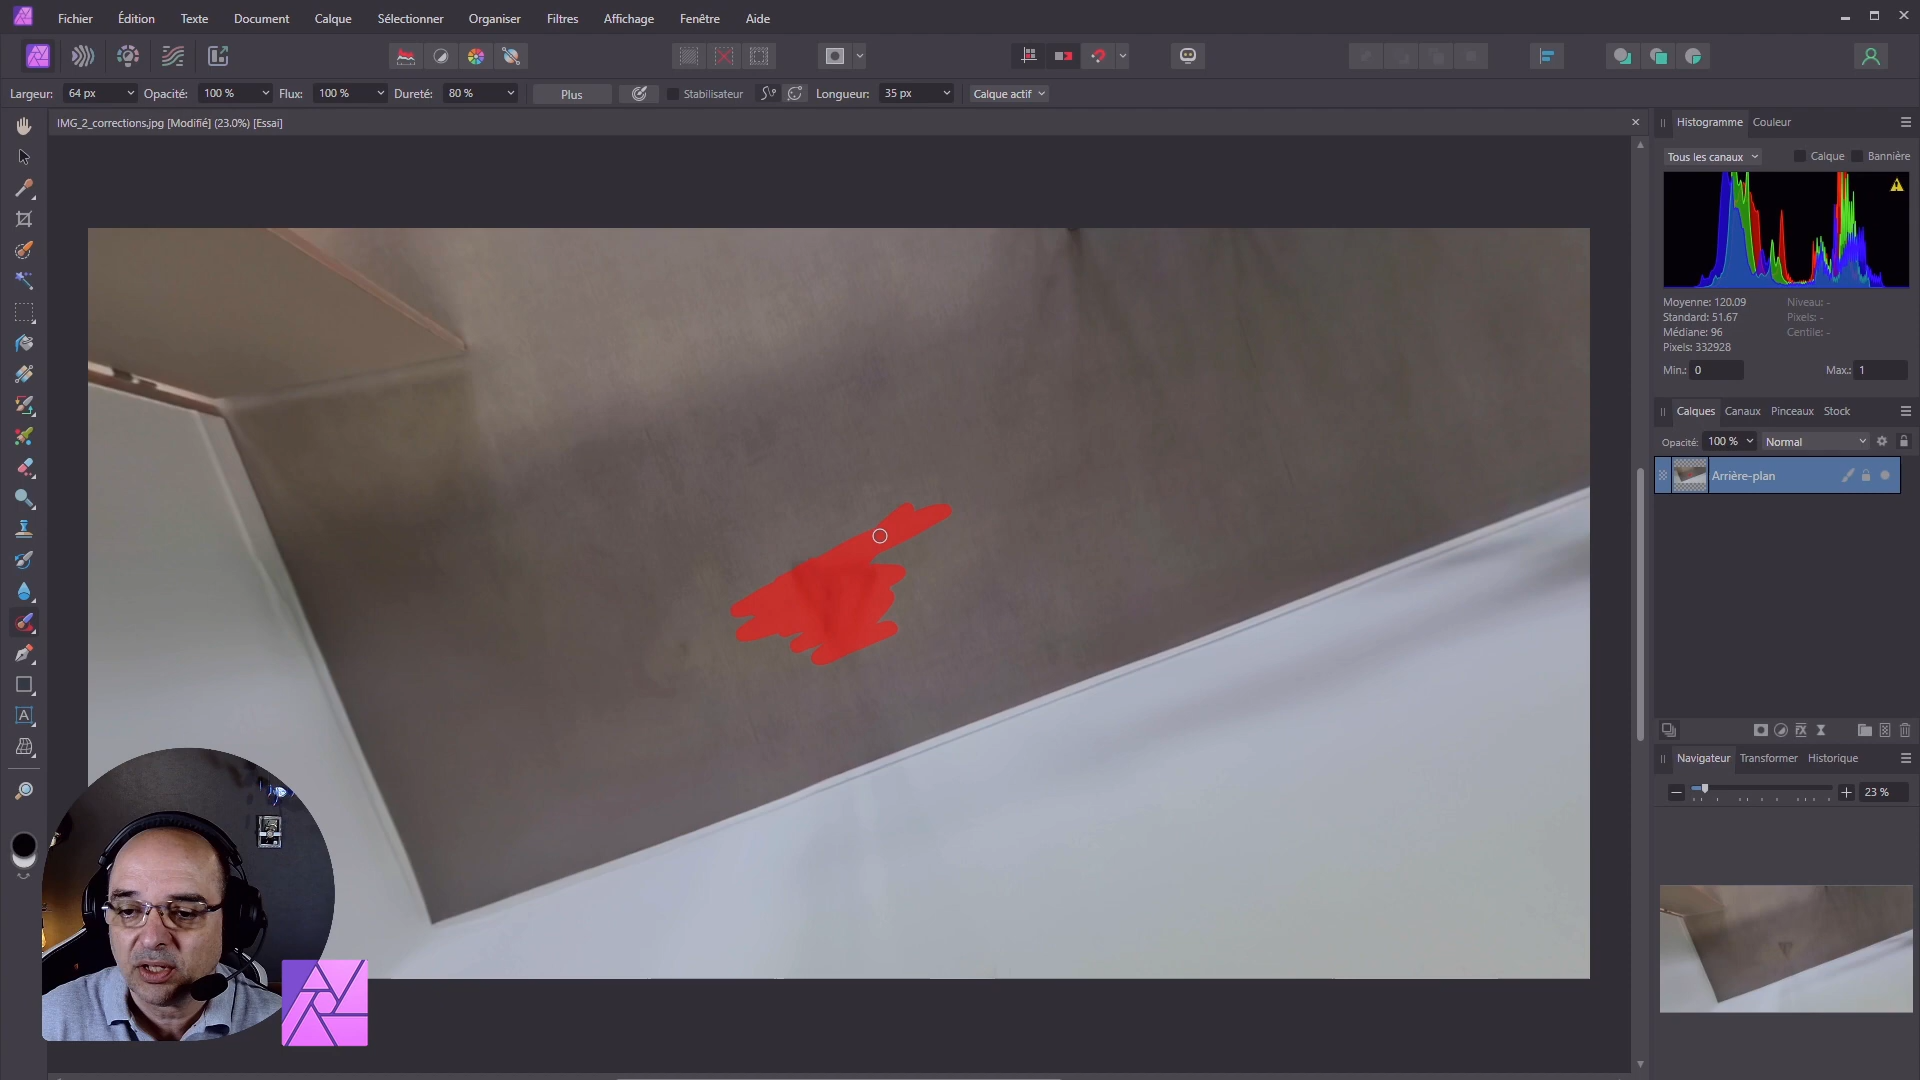 Fichier Édition Texte Document Calque Sélectionner Organiser Filtres Affichage Fenêtre Aide
Largeur: 64 px Opacité: 100 % Flux: 100 % Dureté: 80 % Plus Stabilisateur Longueur: 35 px Calque actif
IMG_2_corrections.jpg [Modifié] (23.0%) [Essai]
Histogramme Couleur
Tous les canaux Calque Bannière
Moyenne: 120.09 Niveau: -
Standard: 51.67 Pixels: -
Médiane: 96 Centile: -
Pixels: 332928
Min.: 0 Max.: 1
Calques Canaux Pinceaux Stock
Opacité: 100 % Normal
Arrière-plan
Navigateur Transformer Historique
23 %